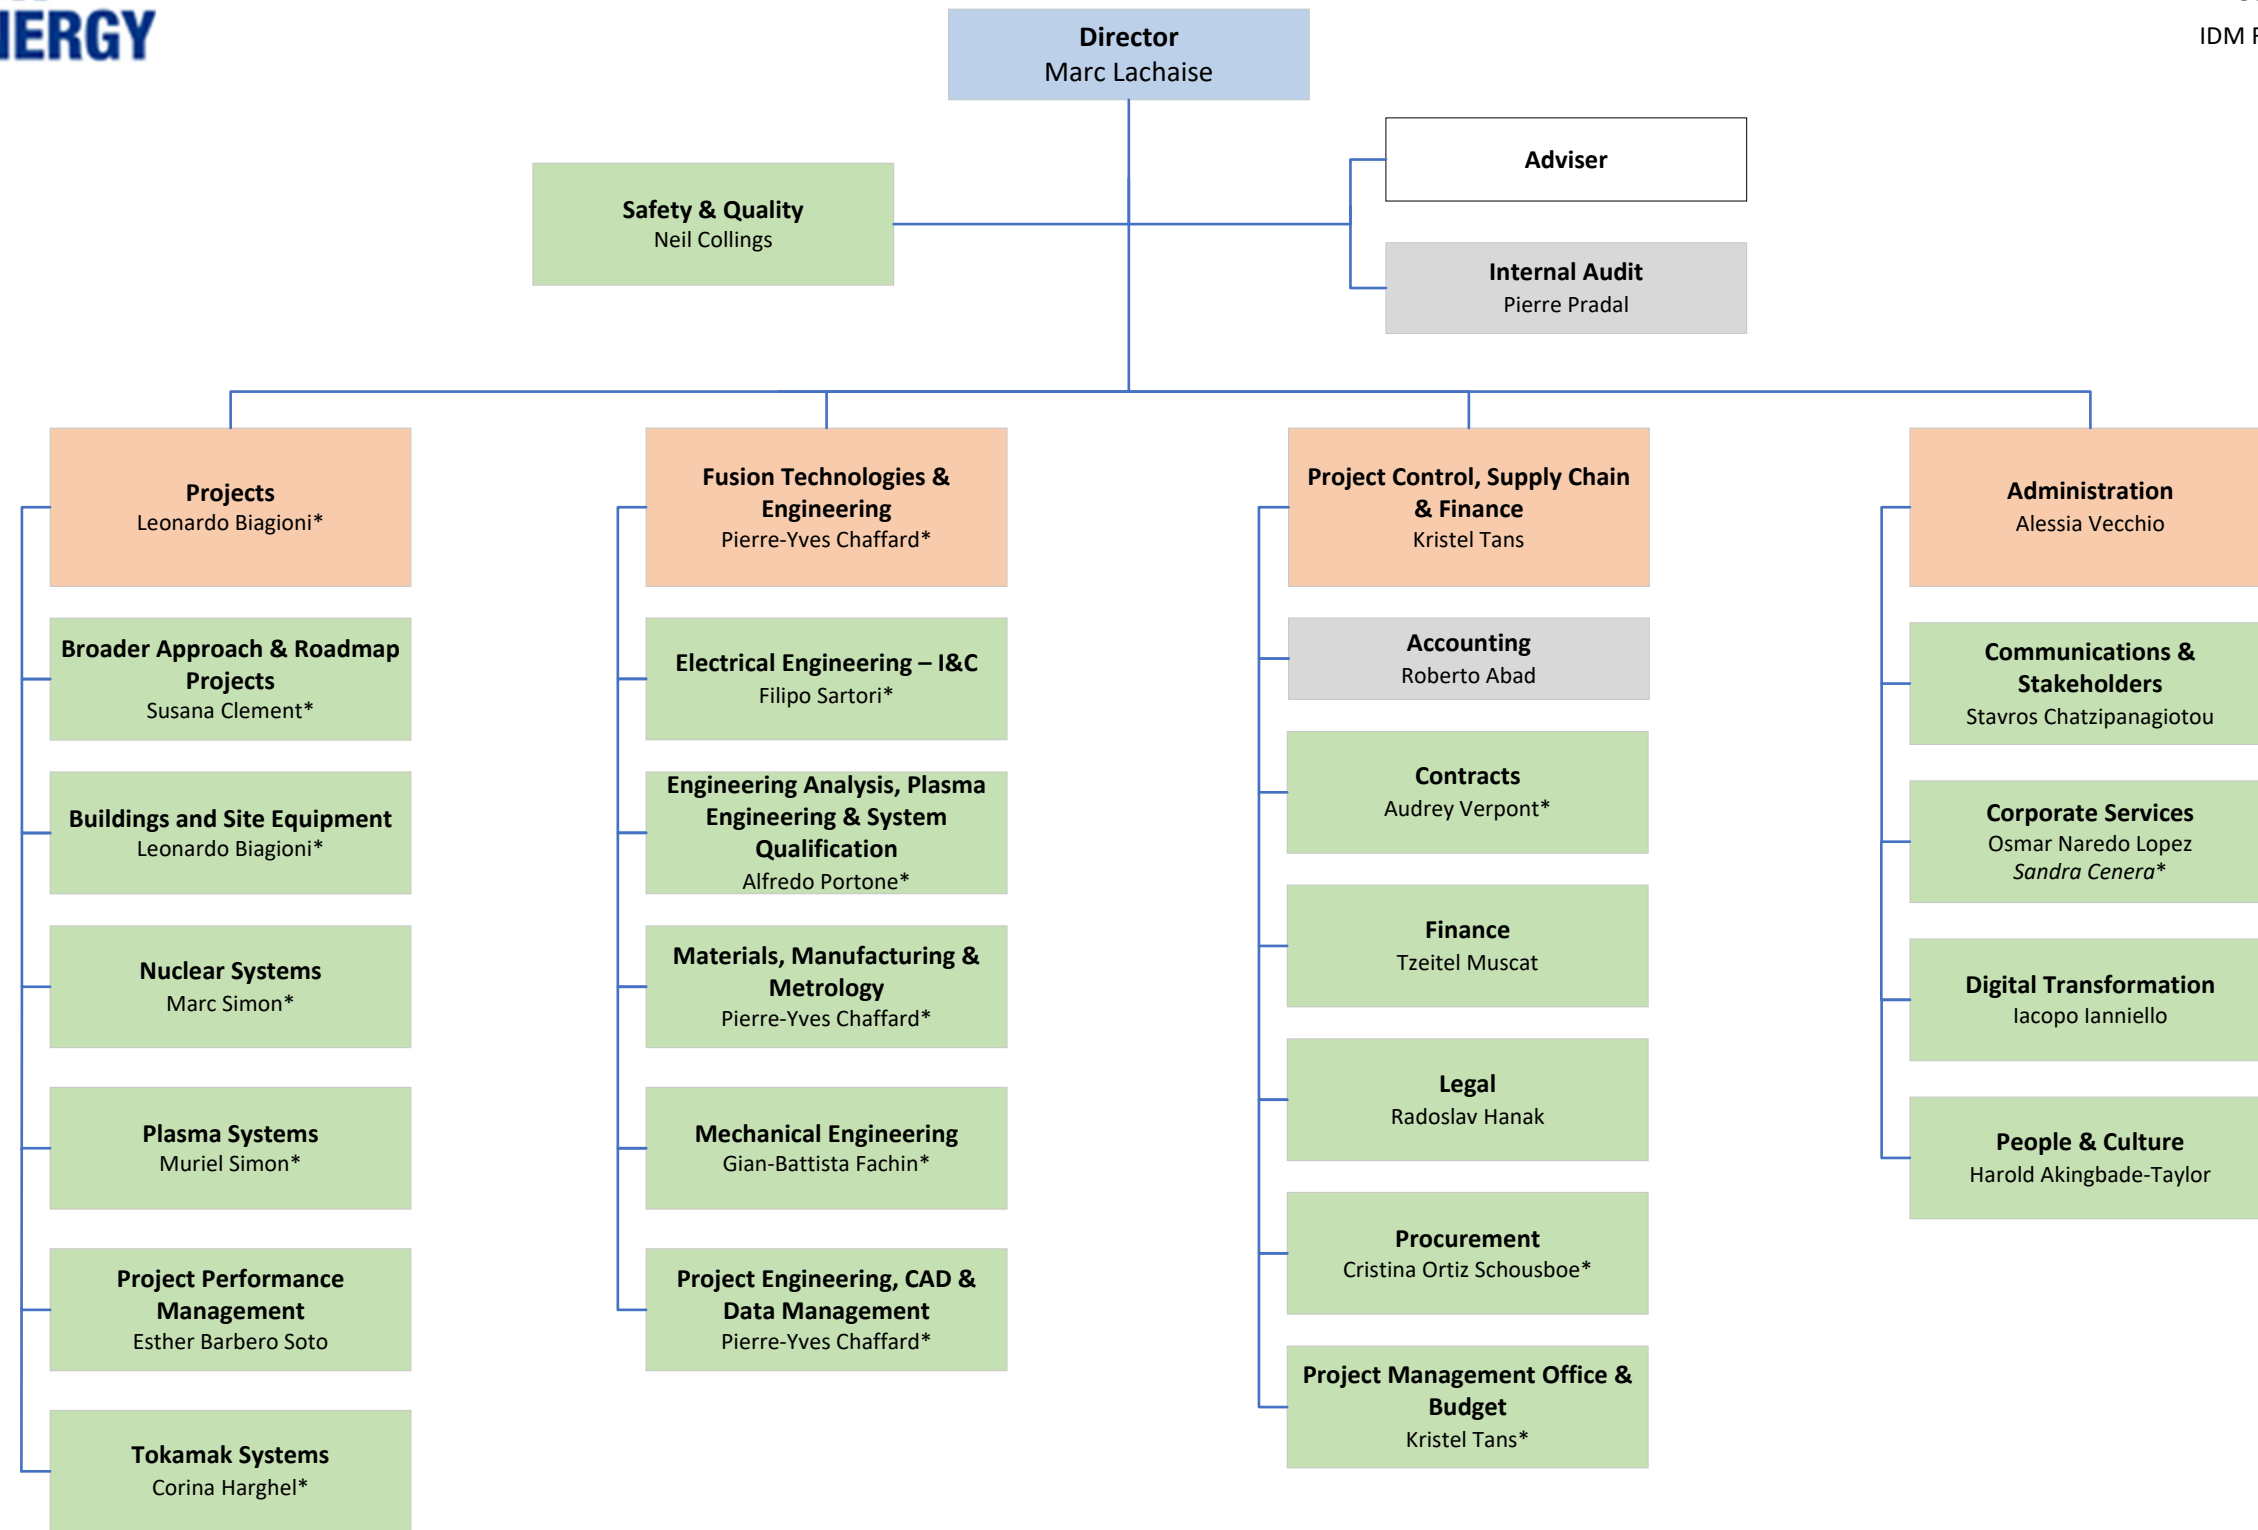 Director
Marc Lachaise
IDM
Adviser
Safety & Quality
Neil Collings
Internal Audit
Pierre Pradal
Projects
Leonardo Biagioni*
Broader Approach & Roadmap
Projects
Susana Clement*
Buildings and Site Equipment
Leonardo Biagioni*
Nuclear Systems
Marc Simon*
Plasma Systems
Muriel Simon*
Project Performance
Management
Esther Barbero Soto
Tokamak Systems
Corina Harghel*
Fusion Technologies &
Engineering
Pierre-Yves Chaffard*
Electrical Engineering – I&C
Filipo Sartori*
Engineering Analysis, Plasma
Engineering & System
Qualification
Alfredo Portone*
Materials, Manufacturing &
Metrology
Pierre-Yves Chaffard*
Mechanical Engineering
Gian-Battista Fachin*
Project Engineering, CAD &
Data Management
Pierre-Yves Chaffard*
Project Control, Supply Chain
& Finance
Kristel Tans
Accounting
Roberto Abad
Contracts
Audrey Verpont*
Finance
Tzeitel Muscat
Legal
Radoslav Hanak
Procurement
Cristina Ortiz Schousboe*
Project Management Office &
Budget
Kristel Tans*
Administration
Alessia Vecchio
Communications &
Stakeholders
Stavros Chatzipanagiotou
Corporate Services
Osmar Naredo Lopez
Sandra Cenera*
Digital Transformation
Iacopo Ianniello
People & Culture
Harold Akingbade-Taylor